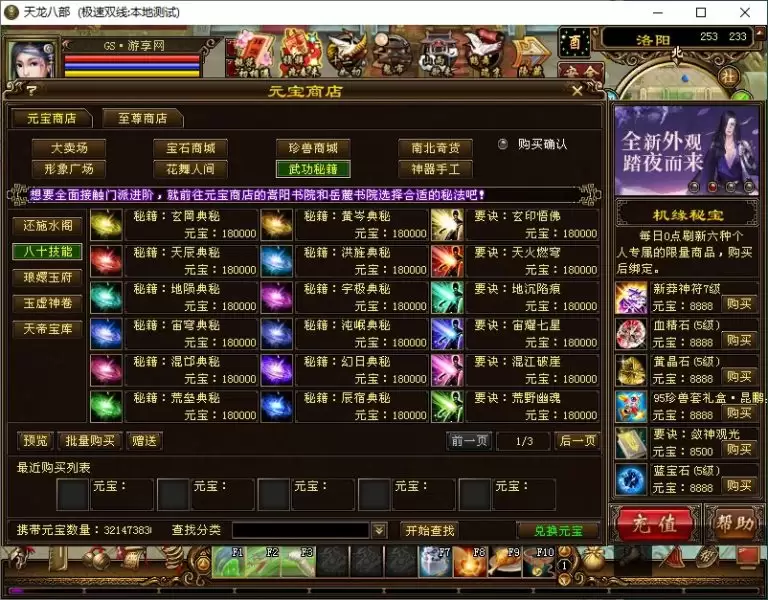 天龙八部 (极速双线:本地测试)
GS·游享网
洛阳 253 233
北
酉
安全
社
? 元宝商店
元宝商店 至尊商店
大卖场 宝石商城 珍兽商城 南北奇货 购买确认
形象广场 花舞人间 武功秘籍 神器手工
想要全面接触门派进阶，就前往元宝商店的嵩阳书院和岳麓书院选择合适的秘法吧！
还施水阁
八十技能
琅嬛玉府
玉虚神卷
天帝宝库
秘籍：玄罡典秘 秘籍：黄岑典秘 要诀：玄印悟佛
元宝：180000 元宝：180000 元宝：180000
秘籍：天辰典秘 秘籍：洪旌典秘 要诀：天火燃穹
元宝：180000 元宝：180000 元宝：180000
秘籍：地陨典秘 秘籍：宇极典秘 要诀：地沉陷痕
元宝：180000 元宝：180000 元宝：180000
秘籍：宙穹典秘 秘籍：沌岷典秘 要诀：宙耀七星
元宝：180000 元宝：180000 元宝：180000
秘籍：混邙典秘 秘籍：幻日典秘 要诀：混江破崖
元宝：180000 元宝：180000 元宝：180000
秘籍：荒垒典秘 秘籍：辰宿典秘 要诀：荒野幽魂
元宝：180000 元宝：180000 元宝：180000
预览 批量购买 赠送 前一页 1/3 后一页
最近购买列表
元宝： 元宝： 元宝： 元宝： 元宝：
携带元宝数量：32147383 查找分类 开始查找 兑换元宝
全新外观
踏夜而来
机缘秘宝
每日0点刷新六种个
人专属的限量商品，购买
后绑定。
新莽神符7级
元宝：8888 购买
血精石(5级)
元宝：8888 购买
黄晶石(5级)
元宝：8888 购买
95珍兽套礼盒·昆鹏
元宝：8888 购买
要诀：敛神观光
元宝：8500 购买
蓝宝石(5级)
元宝：8888 购买
充值 帮助
F1 F2 F3 F7 F8 F9 F10
1